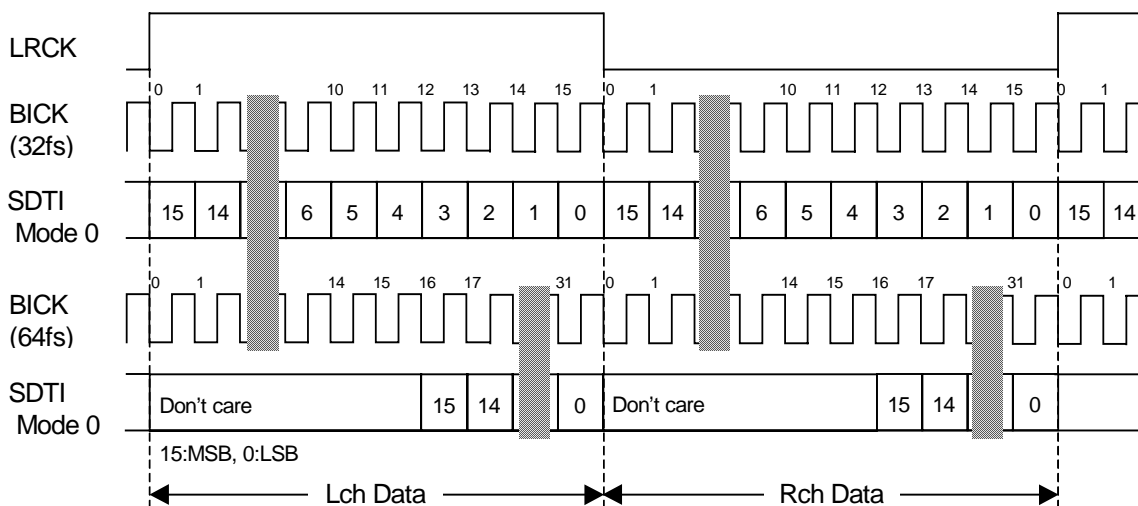 LRCK
0 1 10 11 12 13 14 15 0 1 10 11 12 13 14 15 0 1
BICK
(32fs)
SDTI
Mode 0
15 14 6 5 4 3 2 1 0 15 14 6 5 4 3 2 1 0 15 14
0 1 14 15 16 17 31 0 1 14 15 16 17 31 0 1
BICK
(64fs)
SDTI
Mode 0
Don't care 15 14 0 Don't care 15 14 0
15:MSB, 0:LSB
Lch Data Rch Data